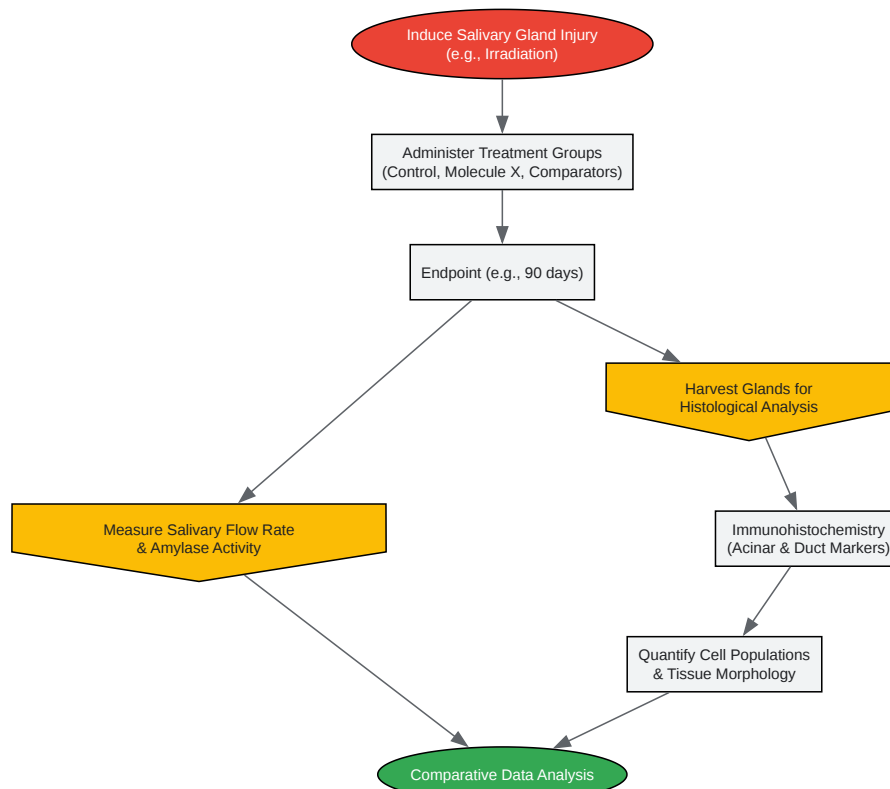 Induce Salivary Gland Injury
(e.g., Irradiation)
Administer Treatment Groups
(Control, Molecule X, Comparators)
Endpoint (e.g., 90 days)
Harvest Glands for
Histological Analysis
Measure Salivary Flow Rate
& Amylase Activity
Immunohistochemistry
(Acinar & Duct Markers)
Quantify Cell Populations
& Tissue Morphology
Comparative Data Analysis